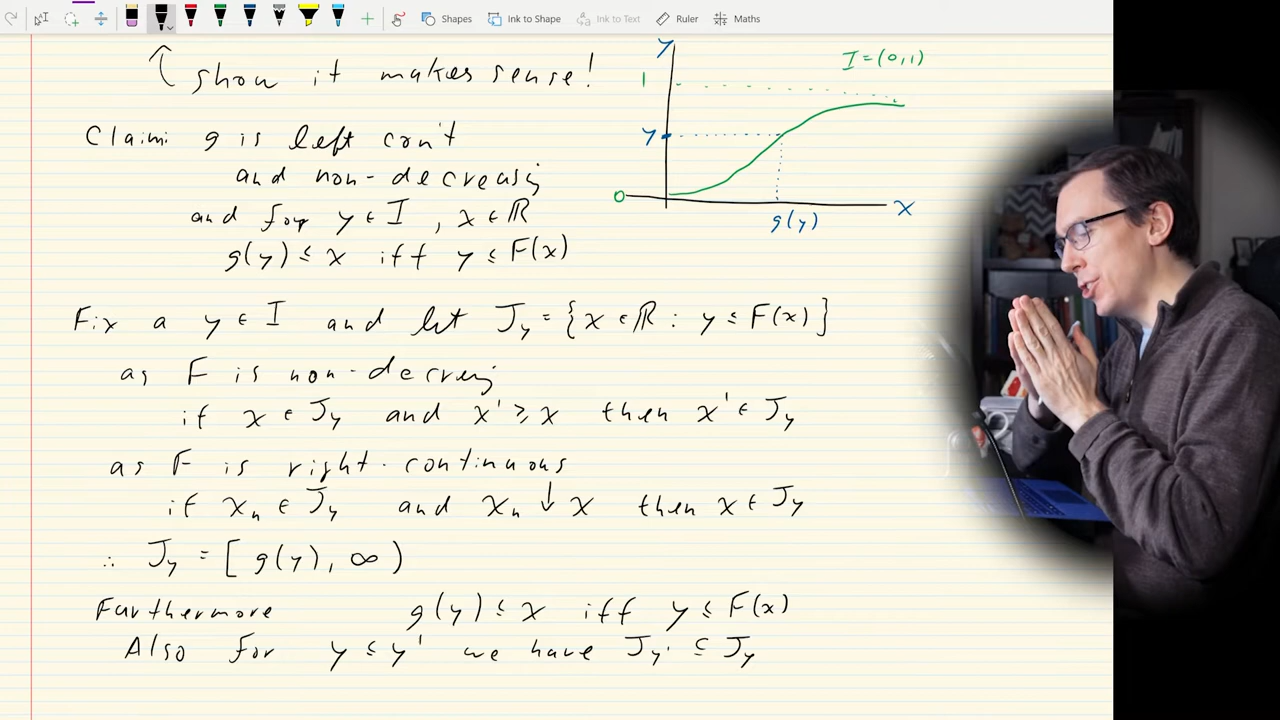 Shapes Ink to Shape Ink to Text Ruler Maths
show it makes sense!
Claim: g is left con't
and non-decreasing
and for y ∈ I, x ∈ ℝ
g(y) ≤ x iff y ≤ F(x)
y
I = (0,1)
1
y
0
g(y)
x
Fix a y ∈ I and let J_y = {x ∈ ℝ : y ≤ F(x)}
as F is non-decreasing
if x ∈ J_y and x' ≥ x then x' ∈ J_y
as F is right-continuous
if x_n ∈ J_y and x_n ↓ x then x ∈ J_y
∴ J_y = [g(y), ∞)
Furthermore g(y) ≤ x iff y ≤ F(x)
Also for y ≤ y' we have J_y' ⊆ J_y